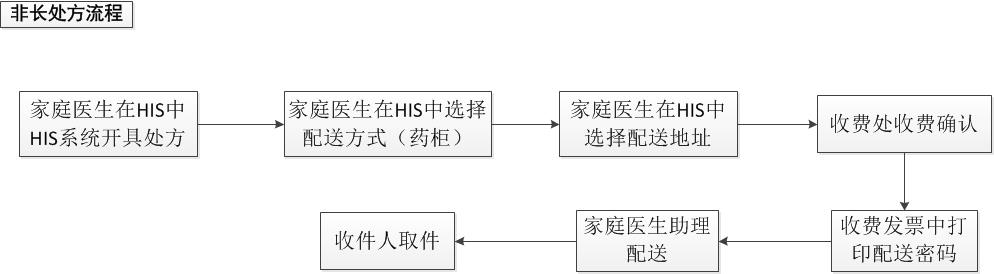 非长处方流程
家庭医生在HIS中
HIS系统开具处方
家庭医生在HIS中选择
配送方式（药柜）
家庭医生在HIS中
选择配送地址
收费处收费确认
收费发票中打
印配送密码
家庭医生助理
配送
收件人取件